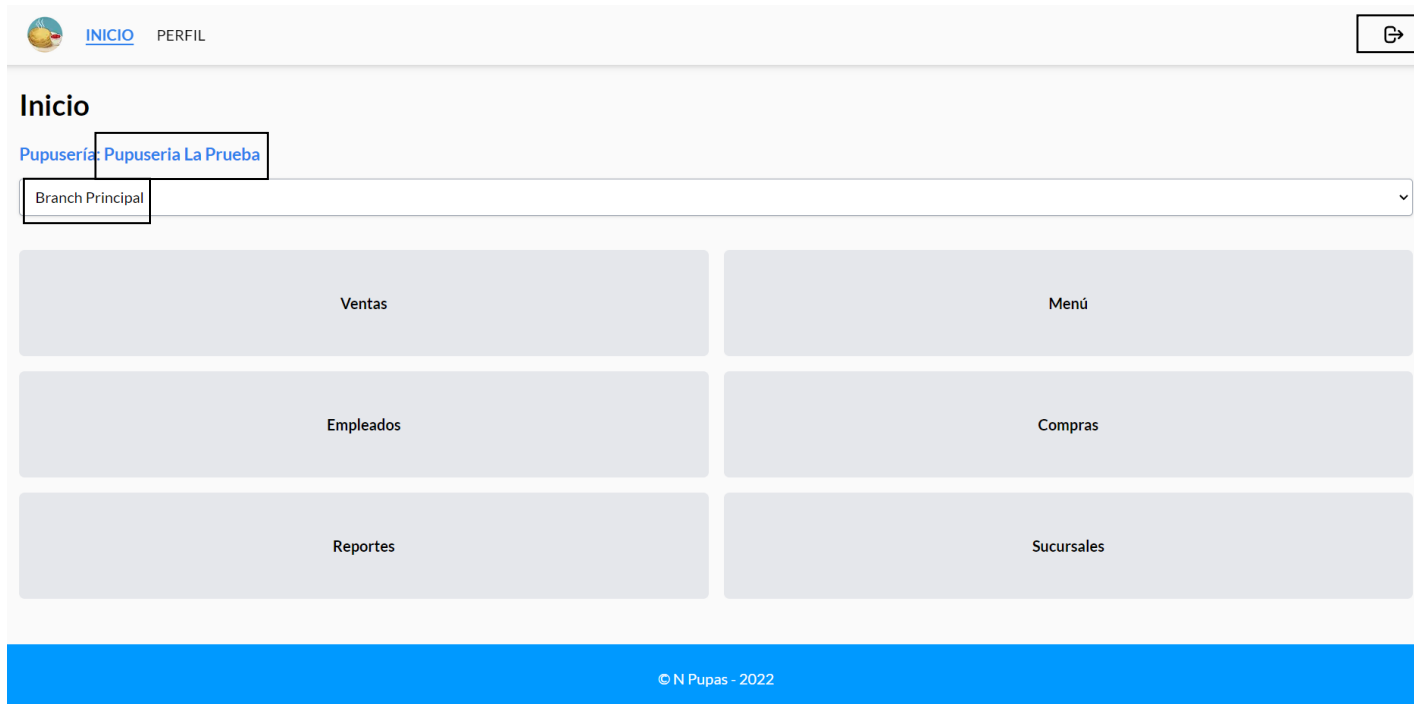 INICIO PERFIL
Inicio
Pupusería: Pupuseria La Prueba
Branch Principal
Ventas
Menú
Empleados
Compras
Reportes
Sucursales
© N Pupas - 2022